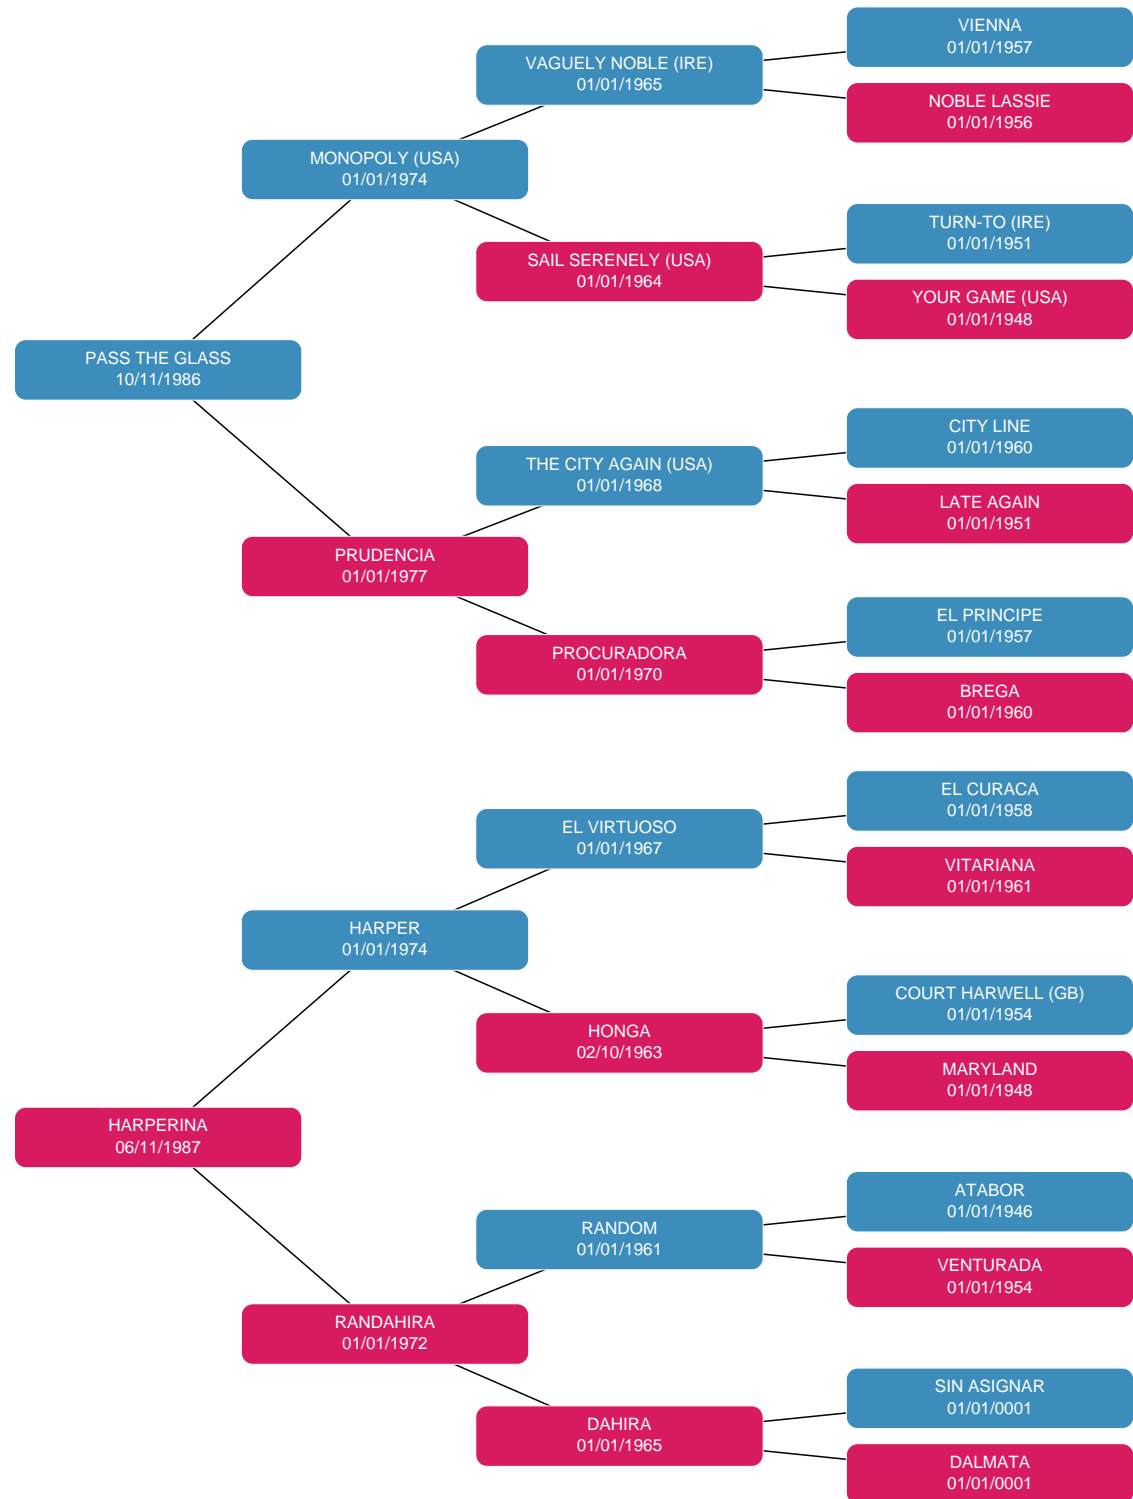 VIENNA
01/01/1957
VAGUELY NOBLE (IRE)
01/01/1965
NOBLE LASSIE
01/01/1956
MONOPOLY (USA)
01/01/1974
TURN-TO (IRE)
01/01/1951
SAIL SERENELY (USA)
01/01/1964
YOUR GAME (USA)
01/01/1948
PASS THE GLASS
10/11/1986
CITY LINE
01/01/1960
THE CITY AGAIN (USA)
01/01/1968
LATE AGAIN
01/01/1951
PRUDENCIA
01/01/1977
EL PRINCIPE
01/01/1957
PROCURADORA
01/01/1970
BREGA
01/01/1960
EL CURACA
01/01/1958
EL VIRTUOSO
01/01/1967
VITARIANA
01/01/1961
HARPER
01/01/1974
COURT HARWELL (GB)
01/01/1954
HONGA
02/10/1963
MARYLAND
01/01/1948
HARPERINA
06/11/1987
ATABOR
01/01/1946
RANDOM
01/01/1961
VENTURADA
01/01/1954
RANDAHIRA
01/01/1972
SIN ASIGNAR
01/01/0001
DAHIRA
01/01/1965
DALMATA
01/01/0001